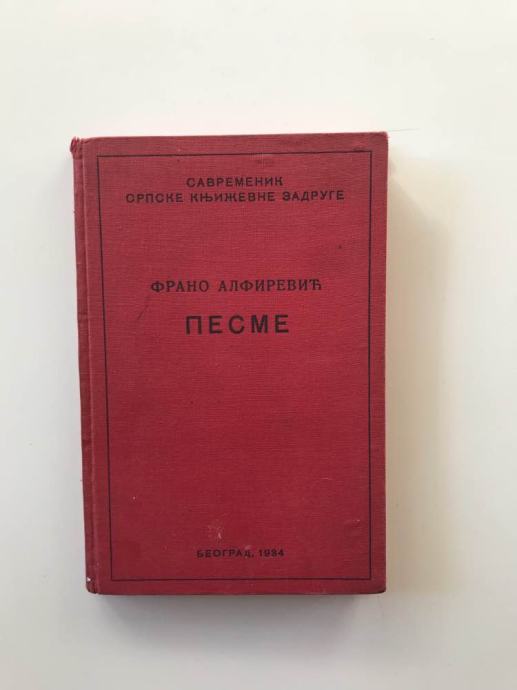 САВРЕМЕНИК
СРПСКЕ КЊИЖЕВНЕ ЗАДРУГЕ
ФРАНО АЛФИРЕВИЋ
ПЕСМЕ
БЕОГРАД, 1934